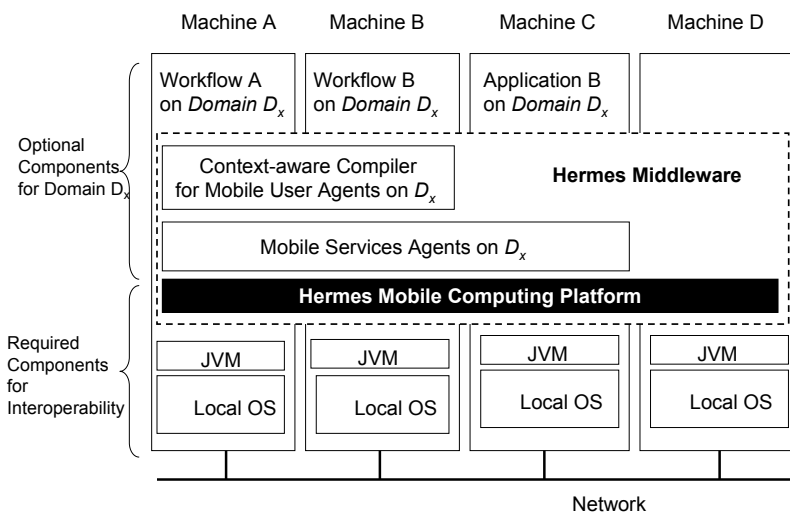 Machine A
Machine B
Machine C
Machine D
Workflow A
on Domain Dx
Workflow B
on Domain Dx
Application B
on Domain Dx
Optional
Components
for Domain Dx
Context-aware Compiler
for Mobile User Agents on Dx
Hermes Middleware
Mobile Services Agents on Dx
Hermes Mobile Computing Platform
Required
Components
for
Interoperability
JVM
JVM
JVM
JVM
Local OS
Local OS
Local OS
Local OS
Network